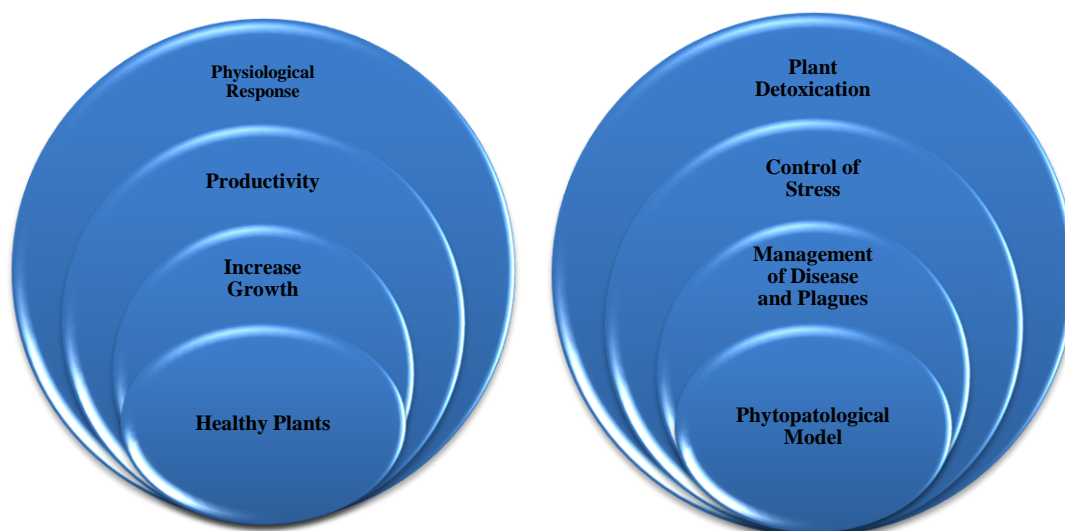 Physiological
Response
Productivity
Increase
Growth
Healthy Plants
Plant
Detoxication
Control of
Stress
Management
of Disease
and Plagues
Phytopatological
Model